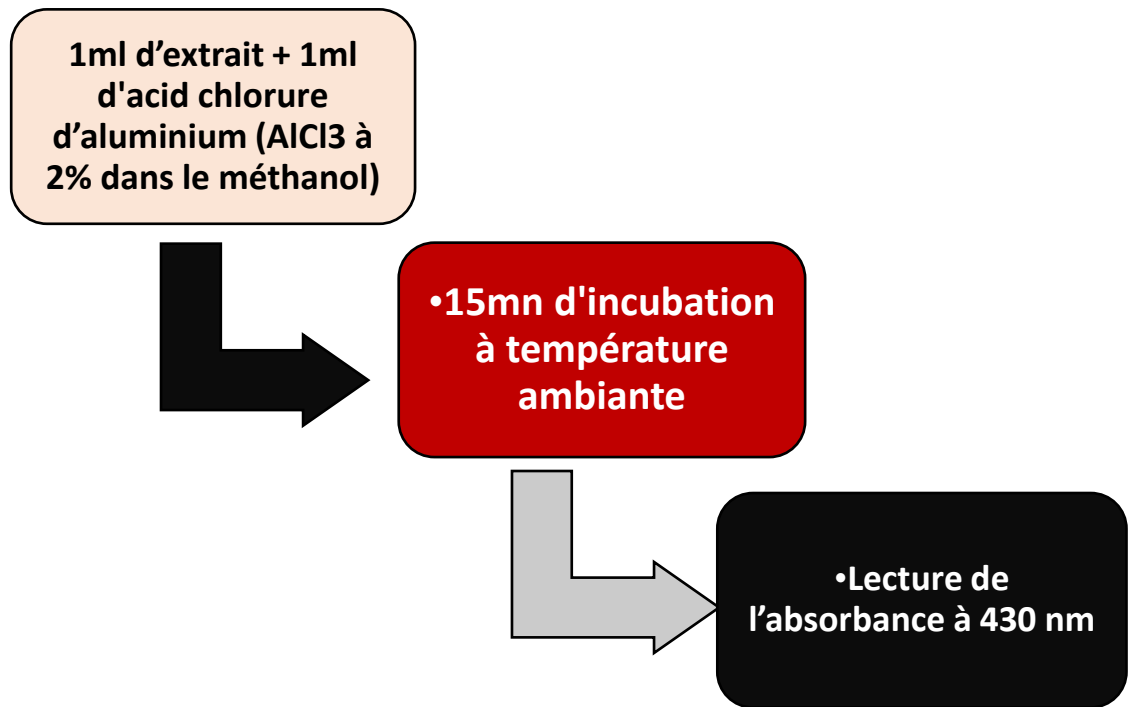 1ml d’extrait + 1ml
d'acid chlorure
d’aluminium (AlCl3 à
2% dans le méthanol)
•15mn d'incubation
à température
ambiante
•Lecture de
l’absorbance à 430 nm